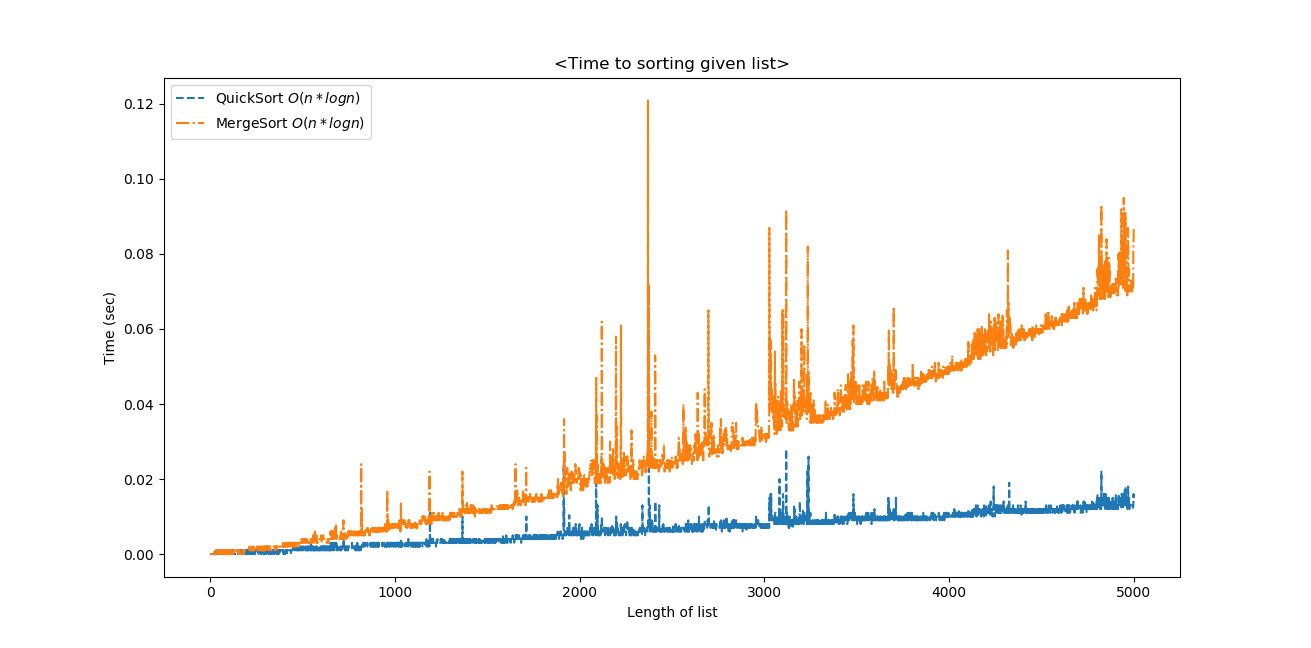 <Time to sorting given list>
QuickSort O(n * logn)
MergeSort O(n * logn)
0.12
0.10
0.08
0.06
0.04
0.02
0.00
Time (sec)
0 1000 2000 3000 4000 5000
Length of list